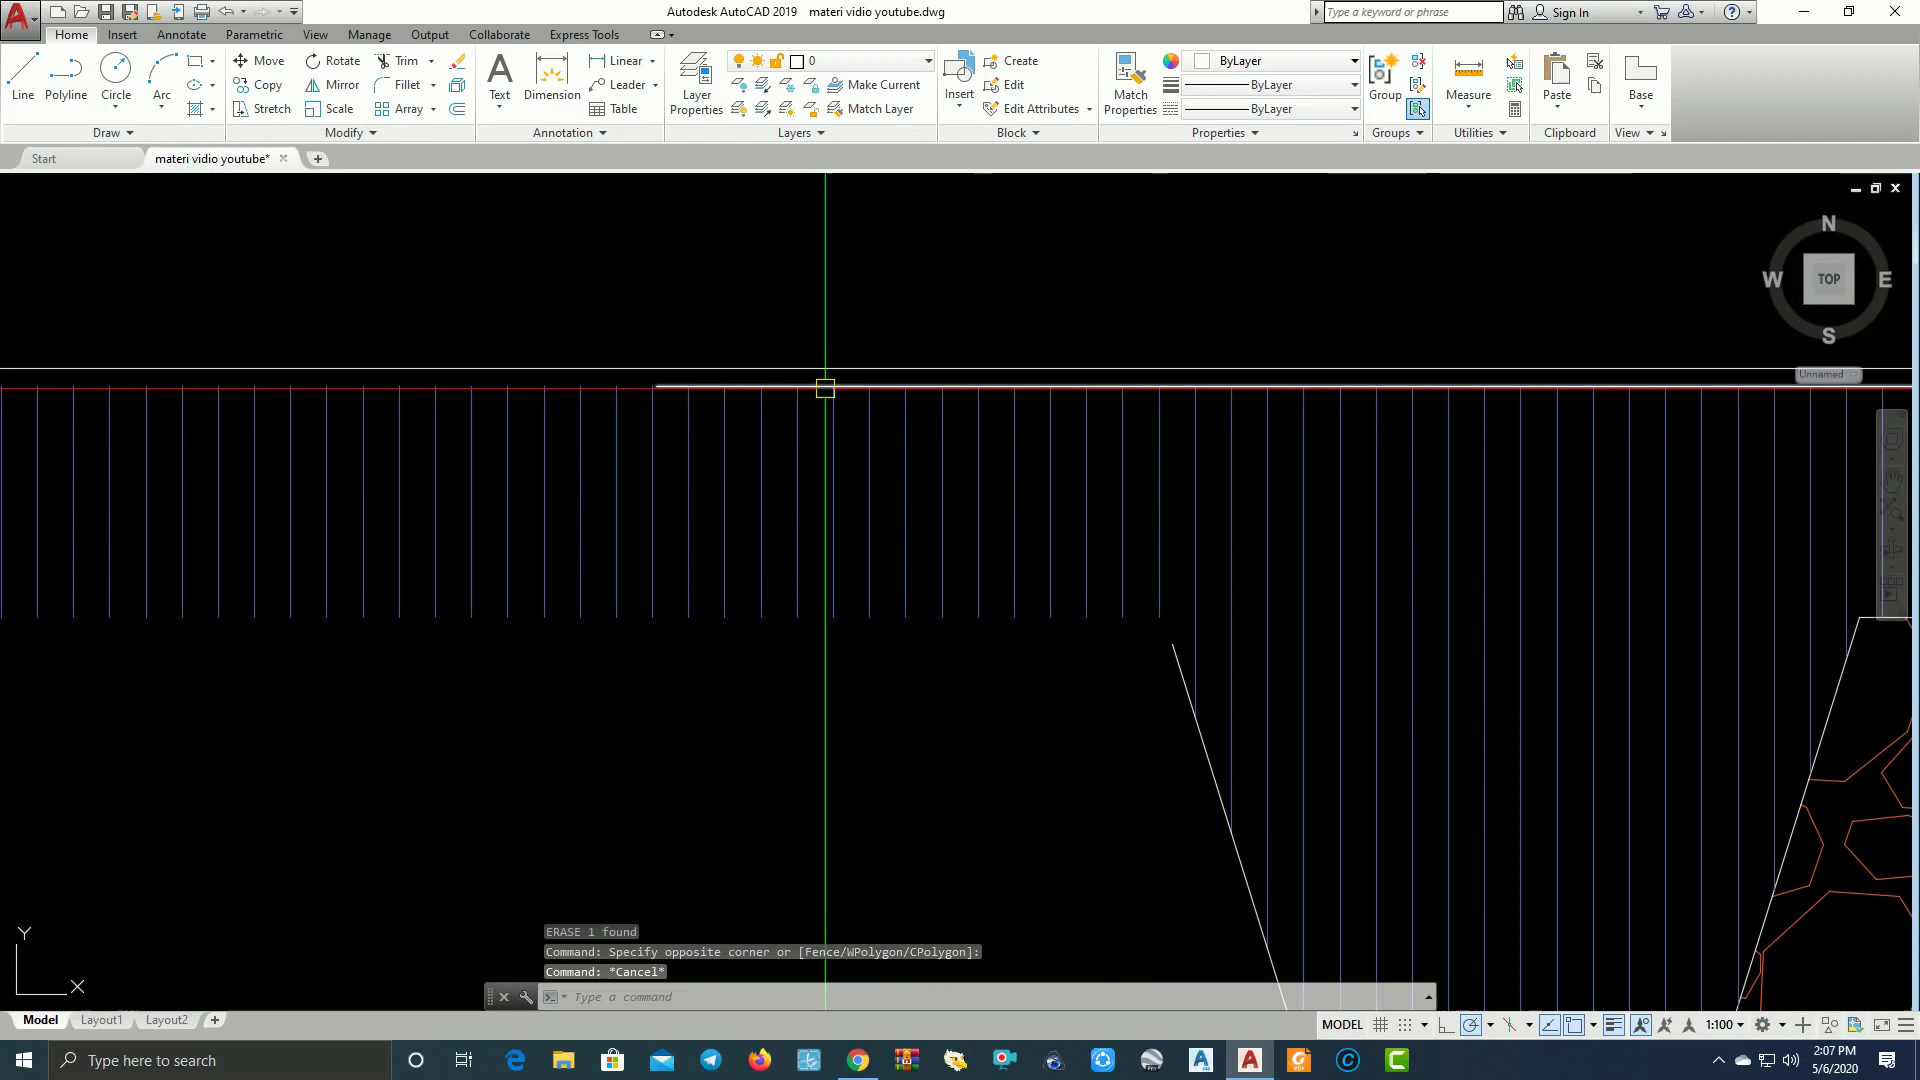 Autodesk AutoCAD 2019 materi vidio youtube.dwg
Type a keyword or phrase
Sign In
Home Insert Annotate Parametric View Manage Output Collaborate Express Tools
Line Polyline Circle Arc
Move Rotate Trim
Copy Mirror Fillet
Stretch Scale Array
Text Dimension
Linear
Leader
Table
Layer Properties
0
Make Current
Match Layer
Insert
Create
Edit
Edit Attributes
Match Properties
ByLayer
ByLayer
ByLayer
Group
Measure
Paste
Base
Draw Modify Annotation Layers Block Properties Groups Utilities Clipboard View
Start materi vidio youtube*
N
W TOP E
S
Unnamed
Y
X
ERASE 1 found
Command: Specify opposite corner or [Fence/WPolygon/CPolygon]:
Command: *Cancel*
Type a command
Model Layout1 Layout2
MODEL 1:100
Type here to search
2:07 PM
5/6/2020